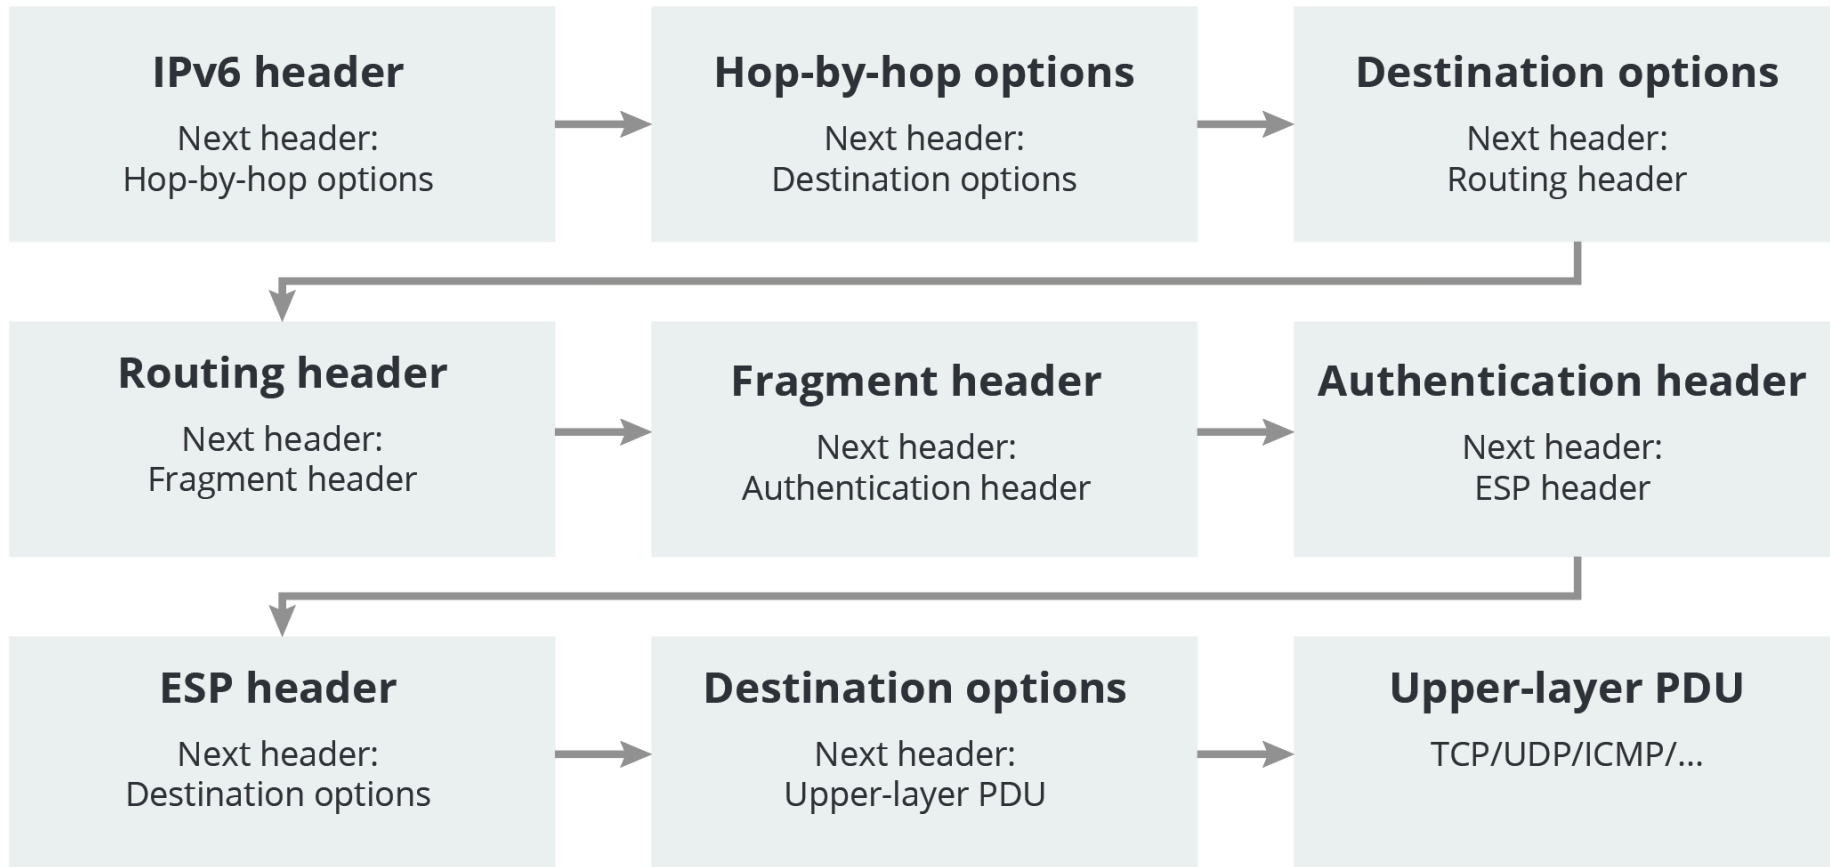 IPv6 header
Next header:
Hop-by-hop options
Hop-by-hop options
Next header:
Destination options
Destination options
Next header:
Routing header
Routing header
Next header:
Fragment header
Fragment header
Next header:
Authentication header
Authentication header
Next header:
ESP header
ESP header
Next header:
Destination options
Destination options
Next header:
Upper-layer PDU
Upper-layer PDU
TCP/UDP/ICMP/...